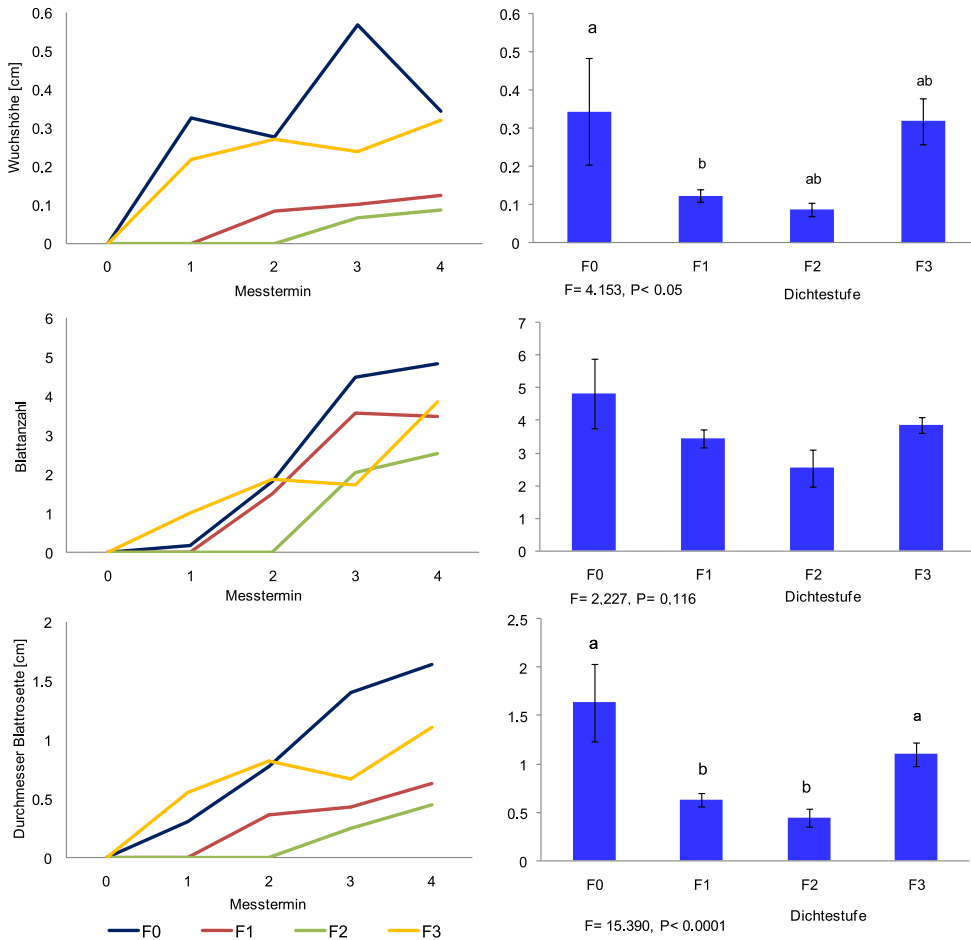 Wuchshöhe [cm]
0.6
0.5
0.4
0.3
0.2
0.1
0
0 1 2 3 4
Messtermin
0.6
0.5
0.4
0.3
0.2
0.1
0
a
b
ab
ab
F0 F1 F2 F3
F= 4.153, P< 0.05
Dichtestufe
Blattanzahl
6
5
4
3
2
1
0
0 1 2 3 4
Messtermin
7
6
5
4
3
2
1
0
F0 F1 F2 F3
F= 2,227, P= 0,116
Dichtestufe
Durchmesser Blattrosette [cm]
2
1.5
1
0.5
0
0 1 2 3 4
Messtermin
2.5
2
1.5
1
0.5
0
a
b
b
a
F0 F1 F2 F3
F= 15.390, P< 0.0001
Dichtestufe
F0 F1 F2 F3